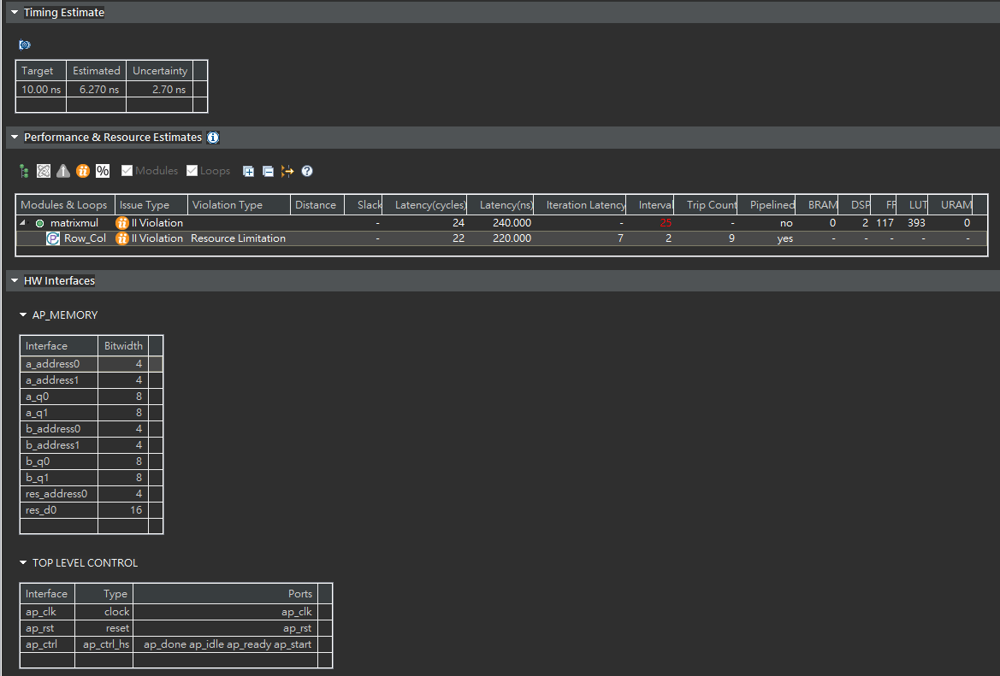 Timing Estimate
Target Estimated Uncertainty
10.00 ns 6.270 ns 2.70 ns
Performance & Resource Estimates
% Modules Loops
Modules & Loops Issue Type Violation Type Distance Slack Latency(cycles) Latency(ns) Iteration Latency Interval Trip Count Pipelined BRAM DSP FF LUT URAM
matrixmul II Violation - 24 240.000 - 25 - no 0 2 117 393 0
Row_Col II Violation Resource Limitation - 22 220.000 7 2 9 yes - - - - -
HW Interfaces
AP_MEMORY
Interface Bitwidth
a_address0 4
a_address1 4
a_q0 8
a_q1 8
b_address0 4
b_address1 4
b_q0 8
b_q1 8
res_address0 4
res_d0 16
TOP LEVEL CONTROL
Interface Type Ports
ap_clk clock ap_clk
ap_rst reset ap_rst
ap_ctrl ap_ctrl_hs ap_done ap_idle ap_ready ap_start